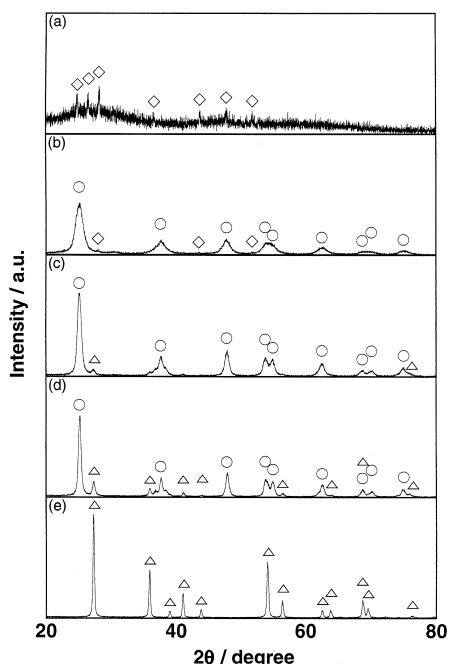 (a)
(b)
(c)
(d)
(e)
Intensity / a.u.
20 40 60 80
2θ / degree